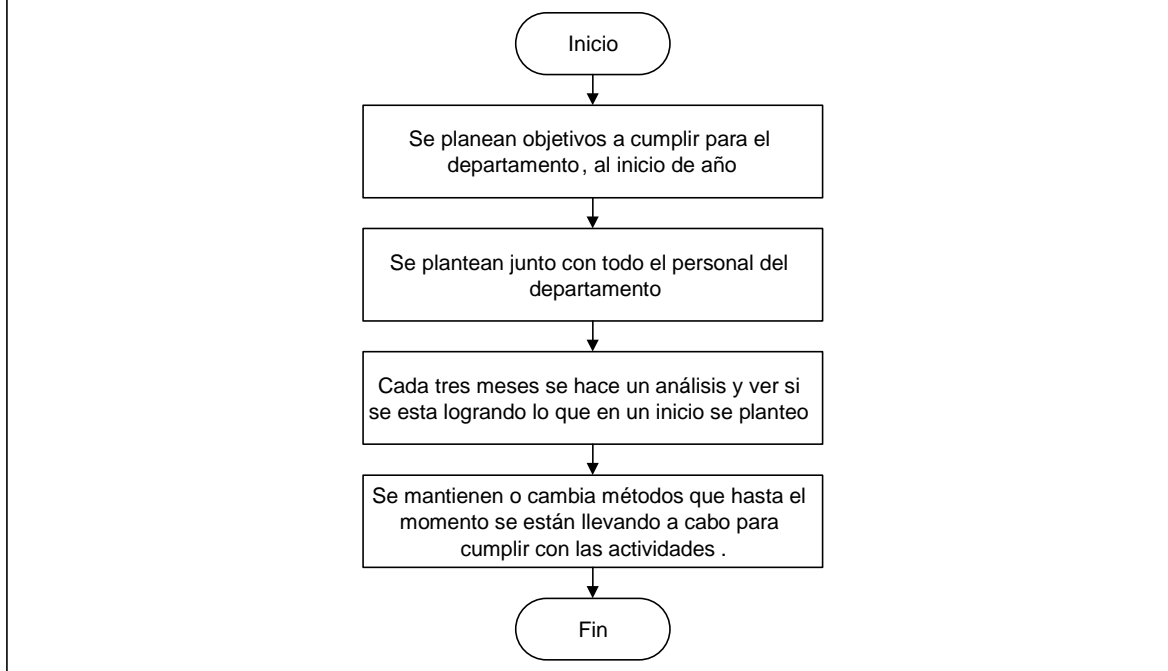 Inicio
Se planean objetivos a cumplir para el
departamento, al inicio de año
Se plantean junto con todo el personal del
departamento
Cada tres meses se hace un análisis y ver si
se esta logrando lo que en un inicio se planteo
Se mantienen o cambia métodos que hasta el
momento se están llevando a cabo para
cumplir con las actividades .
Fin